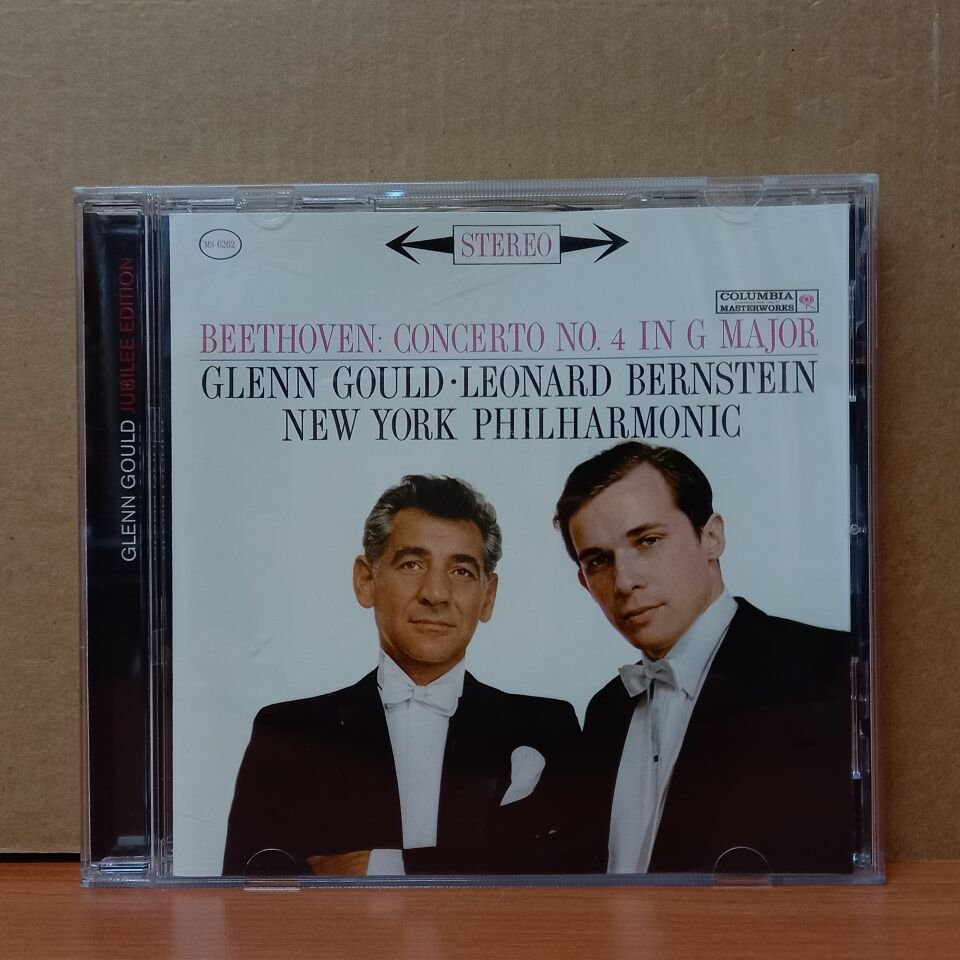 MS 6262
STEREO
COLUMBIA
MASTERWORKS
BEETHOVEN: CONCERTO NO. 4 IN G MAJOR
GLENN GOULD · LEONARD BERNSTEIN
NEW YORK PHILHARMONIC
GLENN GOULD JUBILEE EDITION